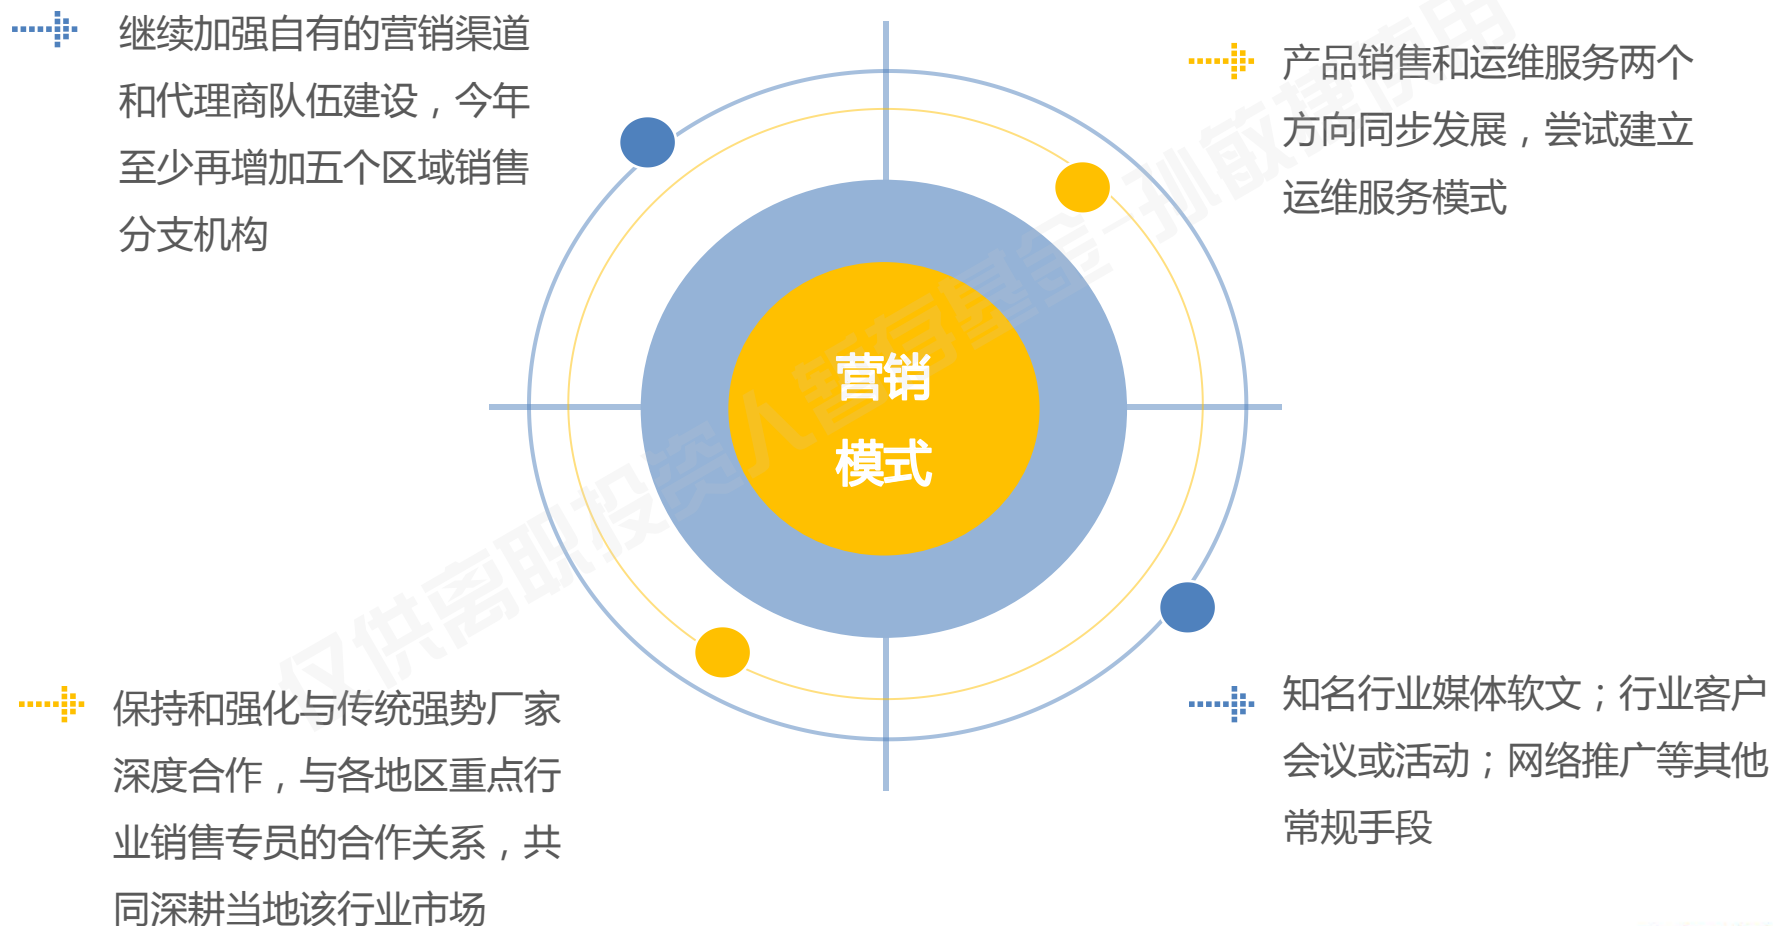 继续加强自有的营销渠道
和代理商队伍建设，今年
至少再增加五个区域销售
分支机构
产品销售和运维服务两个
方向同步发展，尝试建立
运维服务模式
营销
模式
保持和强化与传统强势厂家
深度合作，与各地区重点行
业销售专员的合作关系，共
同深耕当地该行业市场
知名行业媒体软文；行业客户
会议或活动；网络推广等其他
常规手段